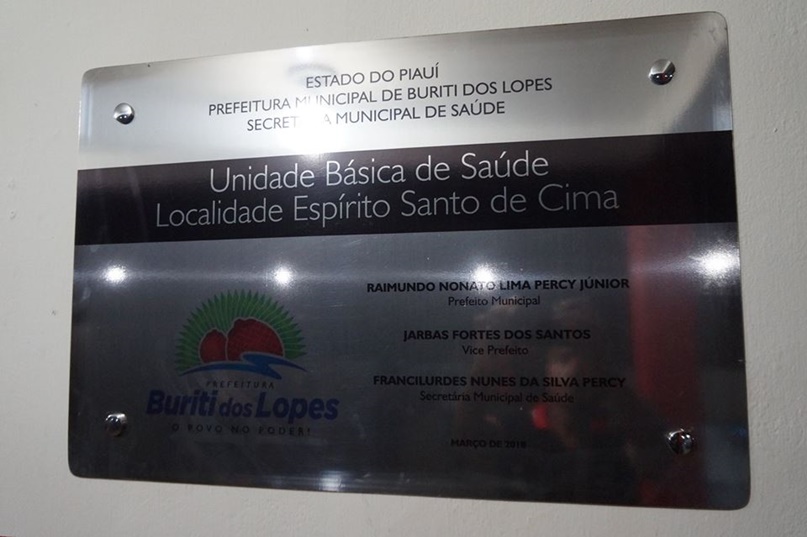 ESTADO DO PIAUÍ
PREFEITURA MUNICIPAL DE BURITI DOS LOPES
SECRETARIA MUNICIPAL DE SAÚDE
Unidade Básica de Saúde
Localidade Espírito Santo de Cima
RAIMUNDO NONATO LIMA PERCY JÚNIOR
Prefeito Municipal
JARBAS FORTES DOS SANTOS
Vice Prefeito
FRANCILURDES NUNES DA SILVA PERCY
Secretária Municipal de Saúde
PREFEITURA
Buriti dos Lopes
O POVO NO PODER!
MARÇO DE 2018